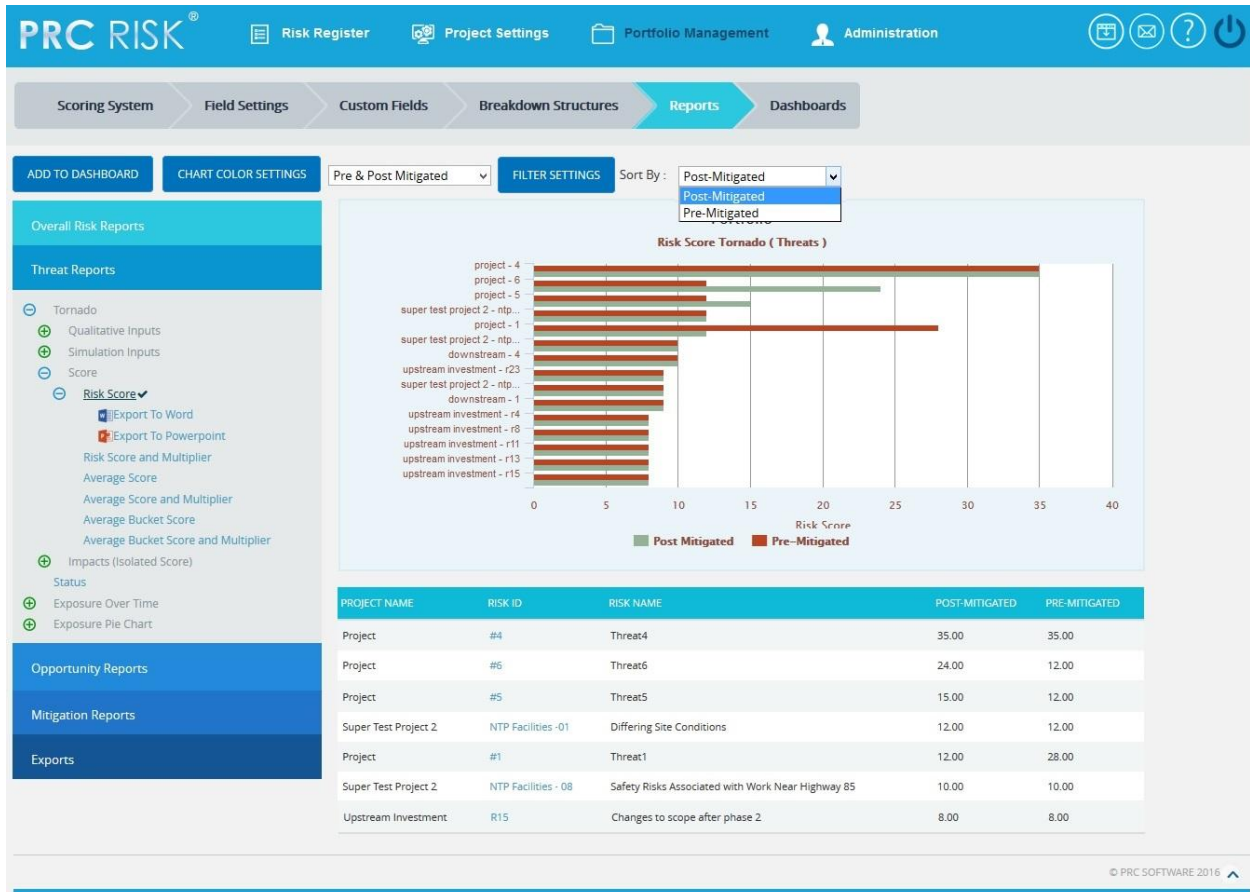 PRC RISK®
Risk Register
Project Settings
Portfolio Management
Administration
Scoring System
Field Settings
Custom Fields
Breakdown Structures
Reports
Dashboards
ADD TO DASHBOARD
CHART COLOR SETTINGS
Pre & Post Mitigated
FILTER SETTINGS
Sort By :
Post-Mitigated
Post-Mitigated
Pre-Mitigated
Overall Risk Reports
Threat Reports
Tornado
Qualitative Inputs
Simulation Inputs
Score
Risk Score
Export To Word
Export To Powerpoint
Risk Score and Multiplier
Average Score
Average Score and Multiplier
Average Bucket Score
Average Bucket Score and Multiplier
Impacts (Isolated Score)
Status
Exposure Over Time
Exposure Pie Chart
Opportunity Reports
Mitigation Reports
Exports
Risk Score Tornado ( Threats )
project - 4
project - 6
project - 5
super test project 2 - ntp...
project - 1
super test project 2 - ntp...
downstream - 4
upstream investment - r23
super test project 2 - ntp...
downstream - 1
upstream investment - r4
upstream investment - r8
upstream investment - r11
upstream investment - r13
upstream investment - r15
0 5 10 15 20 25 30 35 40
Risk Score
Post Mitigated Pre-Mitigated
PROJECT NAME RISK ID RISK NAME POST-MITIGATED PRE-MITIGATED
Project #4 Threat4 35.00 35.00
Project #6 Threat6 24.00 12.00
Project #5 Threat5 15.00 12.00
Super Test Project 2 NTP Facilities -01 Differing Site Conditions 12.00 12.00
Project #1 Threat1 12.00 28.00
Super Test Project 2 NTP Facilities - 08 Safety Risks Associated with Work Near Highway 85 10.00 10.00
Upstream Investment R15 Changes to scope after phase 2 8.00 8.00
© PRC SOFTWARE 2016